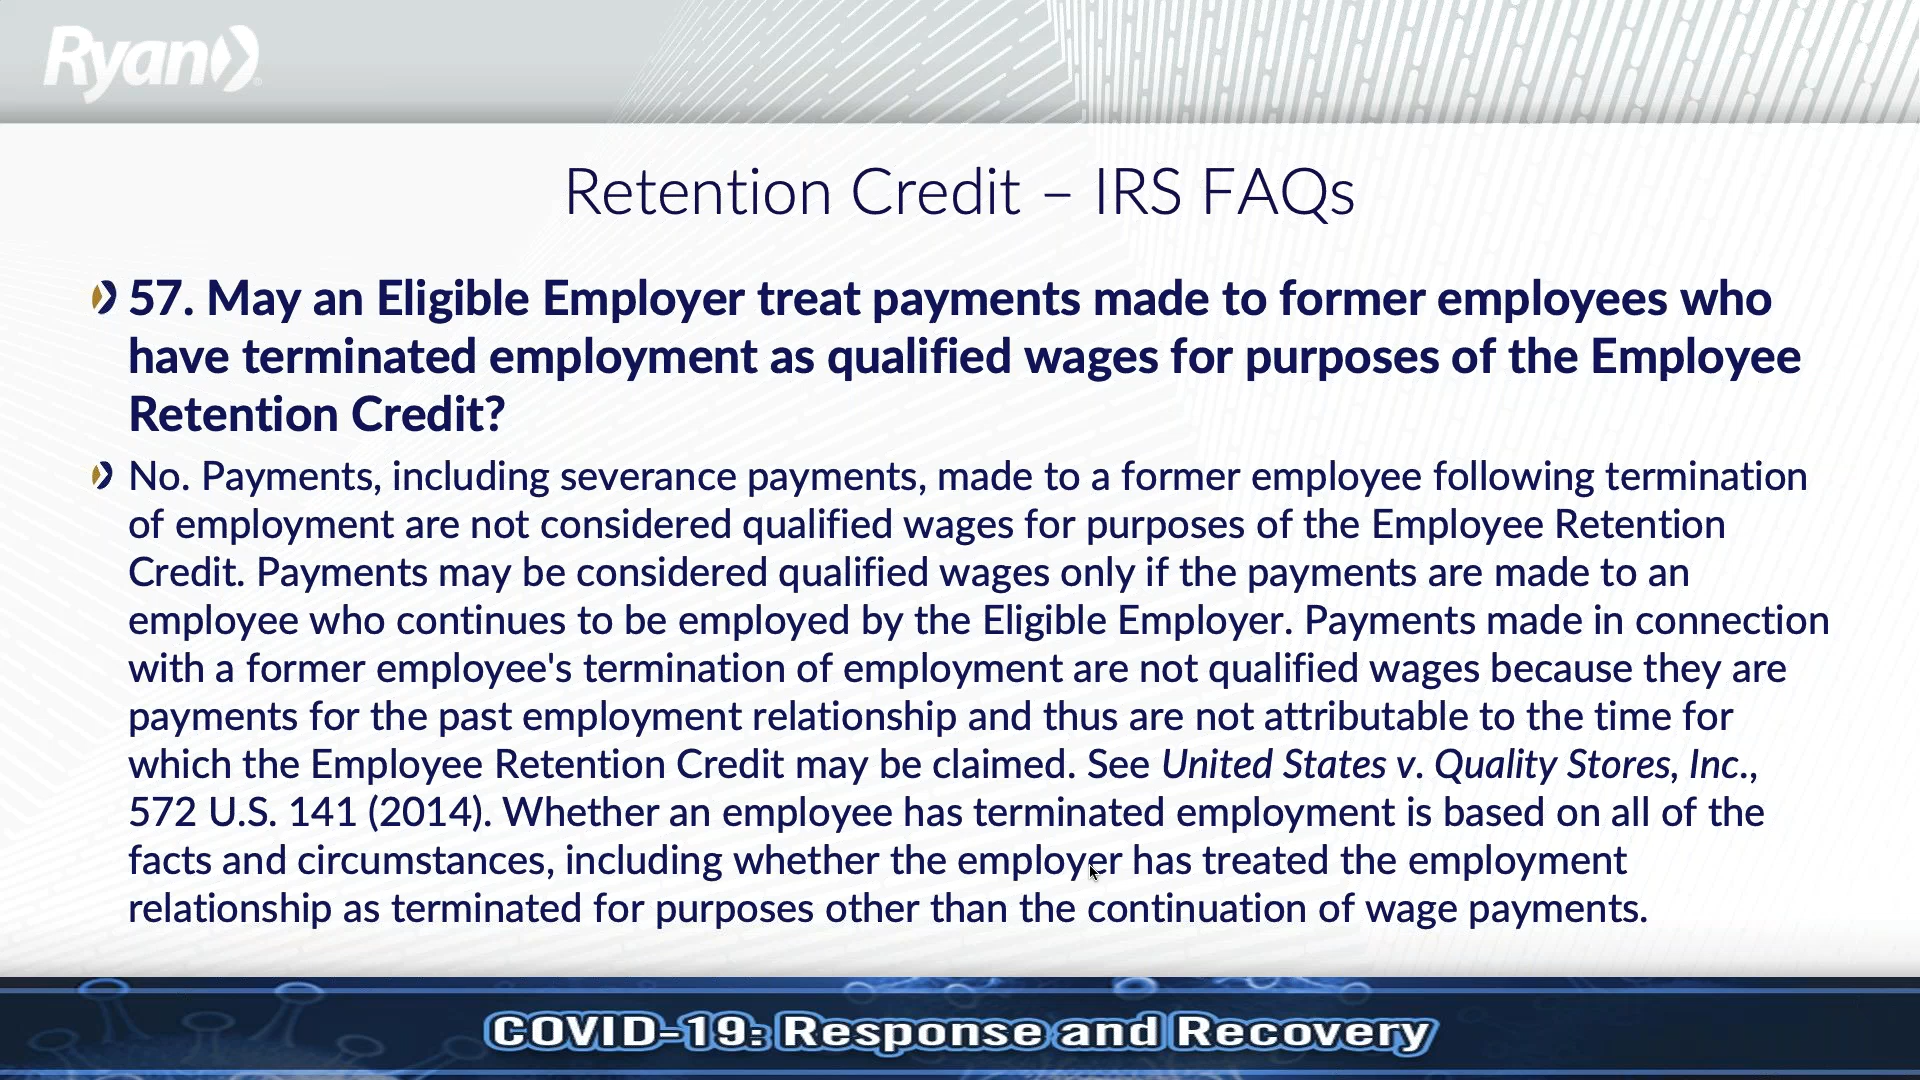 Ryan
Retention Credit – IRS FAQs
57. May an Eligible Employer treat payments made to former employees who
have terminated employment as qualified wages for purposes of the Employee
Retention Credit?
No. Payments, including severance payments, made to a former employee following termination
of employment are not considered qualified wages for purposes of the Employee Retention
Credit. Payments may be considered qualified wages only if the payments are made to an
employee who continues to be employed by the Eligible Employer. Payments made in connection
with a former employee's termination of employment are not qualified wages because they are
payments for the past employment relationship and thus are not attributable to the time for
which the Employee Retention Credit may be claimed. See United States v. Quality Stores, Inc.,
572 U.S. 141 (2014). Whether an employee has terminated employment is based on all of the
facts and circumstances, including whether the employer has treated the employment
relationship as terminated for purposes other than the continuation of wage payments.
COVID-19: Response and Recovery